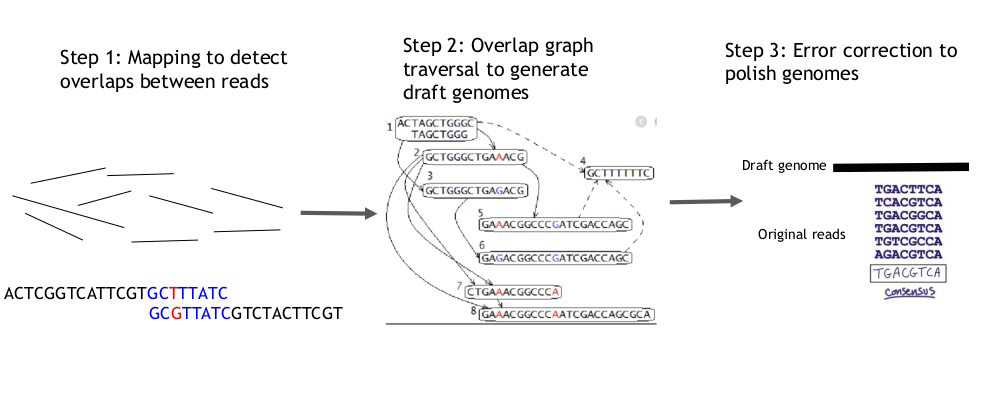 Step 1: Mapping to detect
overlaps between reads
ACTCGGTCATTCGTGCTTTATC
GCGTTATCGTCTACTTCGT
Step 2: Overlap graph
traversal to generate
draft genomes
1
ACTAGCTGGGC
TAGCTGGG
2
GCTGGGCTGAAACG
3
GCTGGGCTGAGACG
4
GCTTTTTTC
5
GAAACGGCCCGATCGACCAGC
6
GAGACGGCCCGATCGACCAGC
7
CTGAAACGGCCCA
8
GAAACGGCCCAATCGACCAGCGCA
Step 3: Error correction to
polish genomes
Draft genome
Original reads
TGACTTCA
TCACGTCA
TGACGGCA
TGACGTCA
TGTCGCCA
AGACGTCA
TGACGTCA
consensus